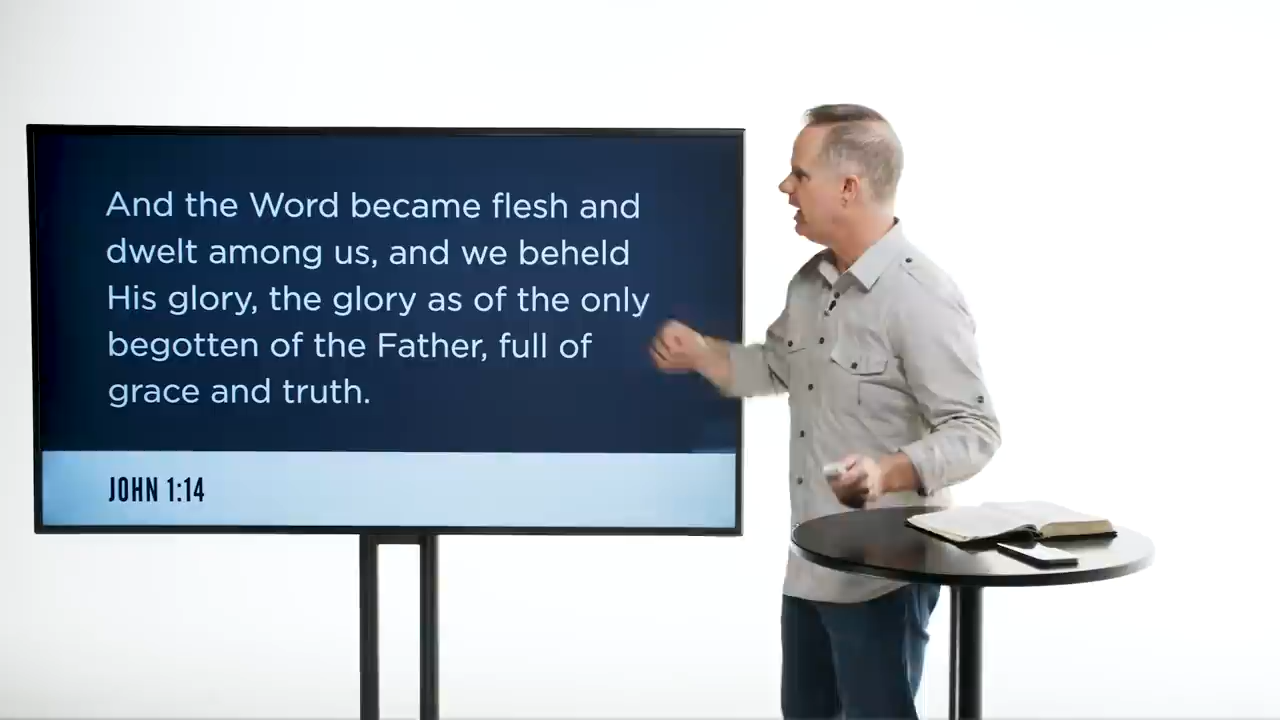 And the Word became flesh and
dwelt among us, and we beheld
His glory, the glory as of the only
begotten of the Father, full of
grace and truth.
JOHN 1:14